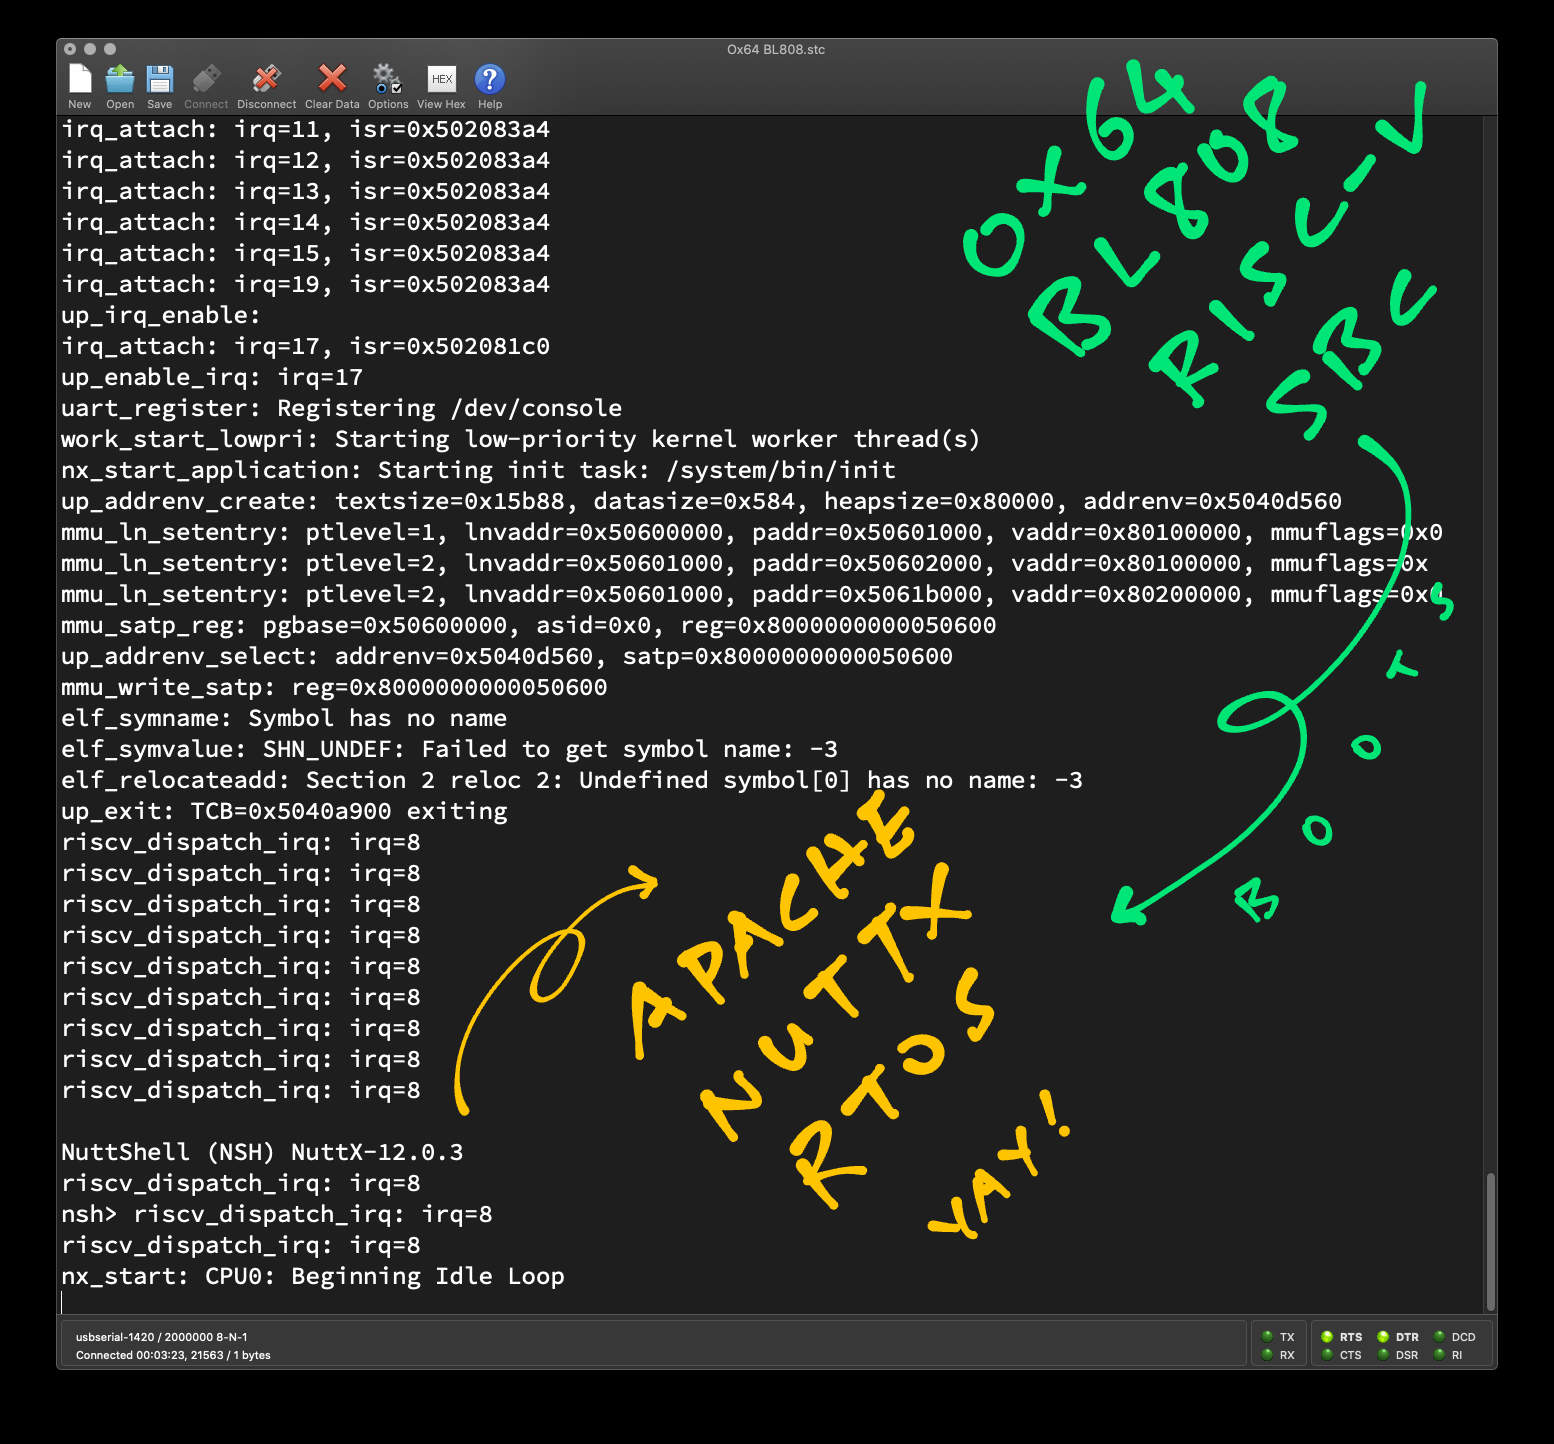 Ox64 BL808.stc
New Open Save Connect Disconnect Clear Data Options HEX View Hex ? Help
irq_attach: irq=11, isr=0x502083a4
irq_attach: irq=12, isr=0x502083a4
irq_attach: irq=13, isr=0x502083a4
irq_attach: irq=14, isr=0x502083a4
irq_attach: irq=15, isr=0x502083a4
irq_attach: irq=19, isr=0x502083a4
up_irq_enable:
irq_attach: irq=17, isr=0x502081c0
up_enable_irq: irq=17
uart_register: Registering /dev/console
work_start_lowpri: Starting low-priority kernel worker thread(s)
nx_start_application: Starting init task: /system/bin/init
up_addrenv_create: textsize=0x15b88, datasize=0x584, heapsize=0x80000, addrenv=0x5040d560
mmu_ln_setentry: ptlevel=1, lnvaddr=0x50600000, paddr=0x50601000, vaddr=0x80100000, mmuflags=0x0
mmu_ln_setentry: ptlevel=2, lnvaddr=0x50601000, paddr=0x50602000, vaddr=0x80100000, mmuflags=0x
mmu_ln_setentry: ptlevel=2, lnvaddr=0x50601000, paddr=0x5061b000, vaddr=0x80200000, mmuflags=0x0
mmu_satp_reg: pgbase=0x50600000, asid=0x0, reg=0x8000000000050600
up_addrenv_select: addrenv=0x5040d560, satp=0x8000000000050600
mmu_write_satp: reg=0x8000000000050600
elf_symname: Symbol has no name
elf_symvalue: SHN_UNDEF: Failed to get symbol name: -3
elf_relocateadd: Section 2 reloc 2: Undefined symbol[0] has no name: -3
up_exit: TCB=0x5040a900 exiting
riscv_dispatch_irq: irq=8
riscv_dispatch_irq: irq=8
riscv_dispatch_irq: irq=8
riscv_dispatch_irq: irq=8
riscv_dispatch_irq: irq=8
riscv_dispatch_irq: irq=8
riscv_dispatch_irq: irq=8
riscv_dispatch_irq: irq=8
riscv_dispatch_irq: irq=8
NuttShell (NSH) NuttX-12.0.3
riscv_dispatch_irq: irq=8
nsh> riscv_dispatch_irq: irq=8
riscv_dispatch_irq: irq=8
nx_start: CPU0: Beginning Idle Loop
OX64
BL808
RISC-V
SBC
BOOTS
APACHE
NUTTX
RTOS
YAY!
usbserial-1420 / 2000000 8-N-1
Connected 00:03:23, 21563 / 1 bytes
TX RTS DTR DCD
RX CTS DSR RI